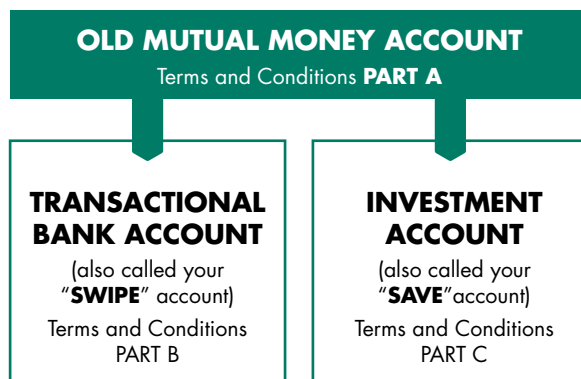 OLD MUTUAL MONEY ACCOUNT
Terms and Conditions PART A
TRANSACTIONAL
BANK ACCOUNT
(also called your
“SWIPE” account)
Terms and Conditions
PART B
INVESTMENT
ACCOUNT
(also called your
“SAVE”account)
Terms and Conditions
PART C